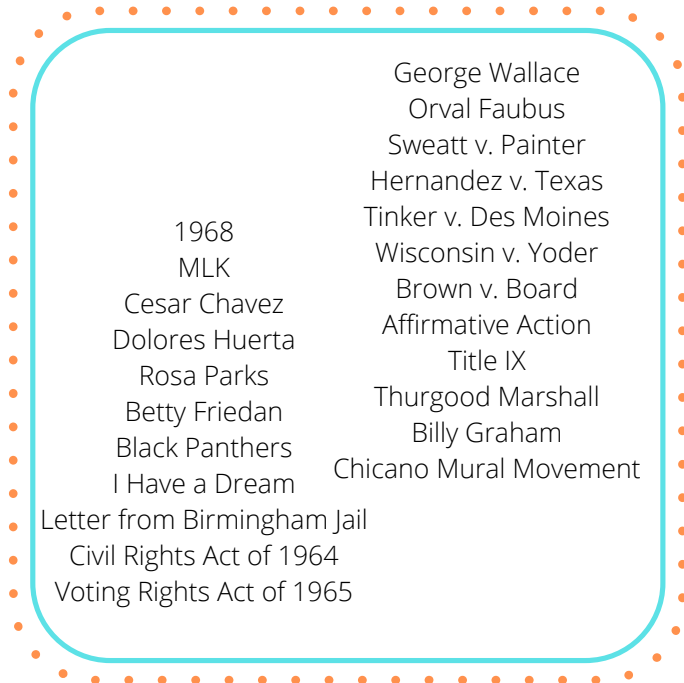 1968
MLK
Cesar Chavez
Dolores Huerta
Rosa Parks
Betty Friedan
Black Panthers
I Have a Dream
Letter from Birmingham Jail
Civil Rights Act of 1964
Voting Rights Act of 1965
George Wallace
Orval Faubus
Sweatt v. Painter
Hernandez v. Texas
Tinker v. Des Moines
Wisconsin v. Yoder
Brown v. Board
Affirmative Action
Title IX
Thurgood Marshall
Billy Graham
Chicano Mural Movement